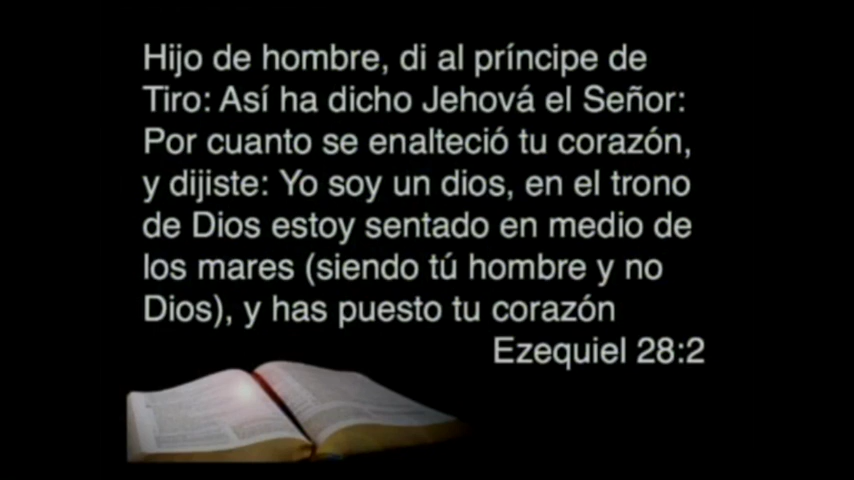 Hijo de hombre, di al príncipe de
Tiro: Así ha dicho Jehová el Señor:
Por cuanto se enalteció tu corazón,
y dijiste: Yo soy un dios, en el trono
de Dios estoy sentado en medio de
los mares (siendo tú hombre y no
Dios), y has puesto tu corazón
Ezequiel 28:2